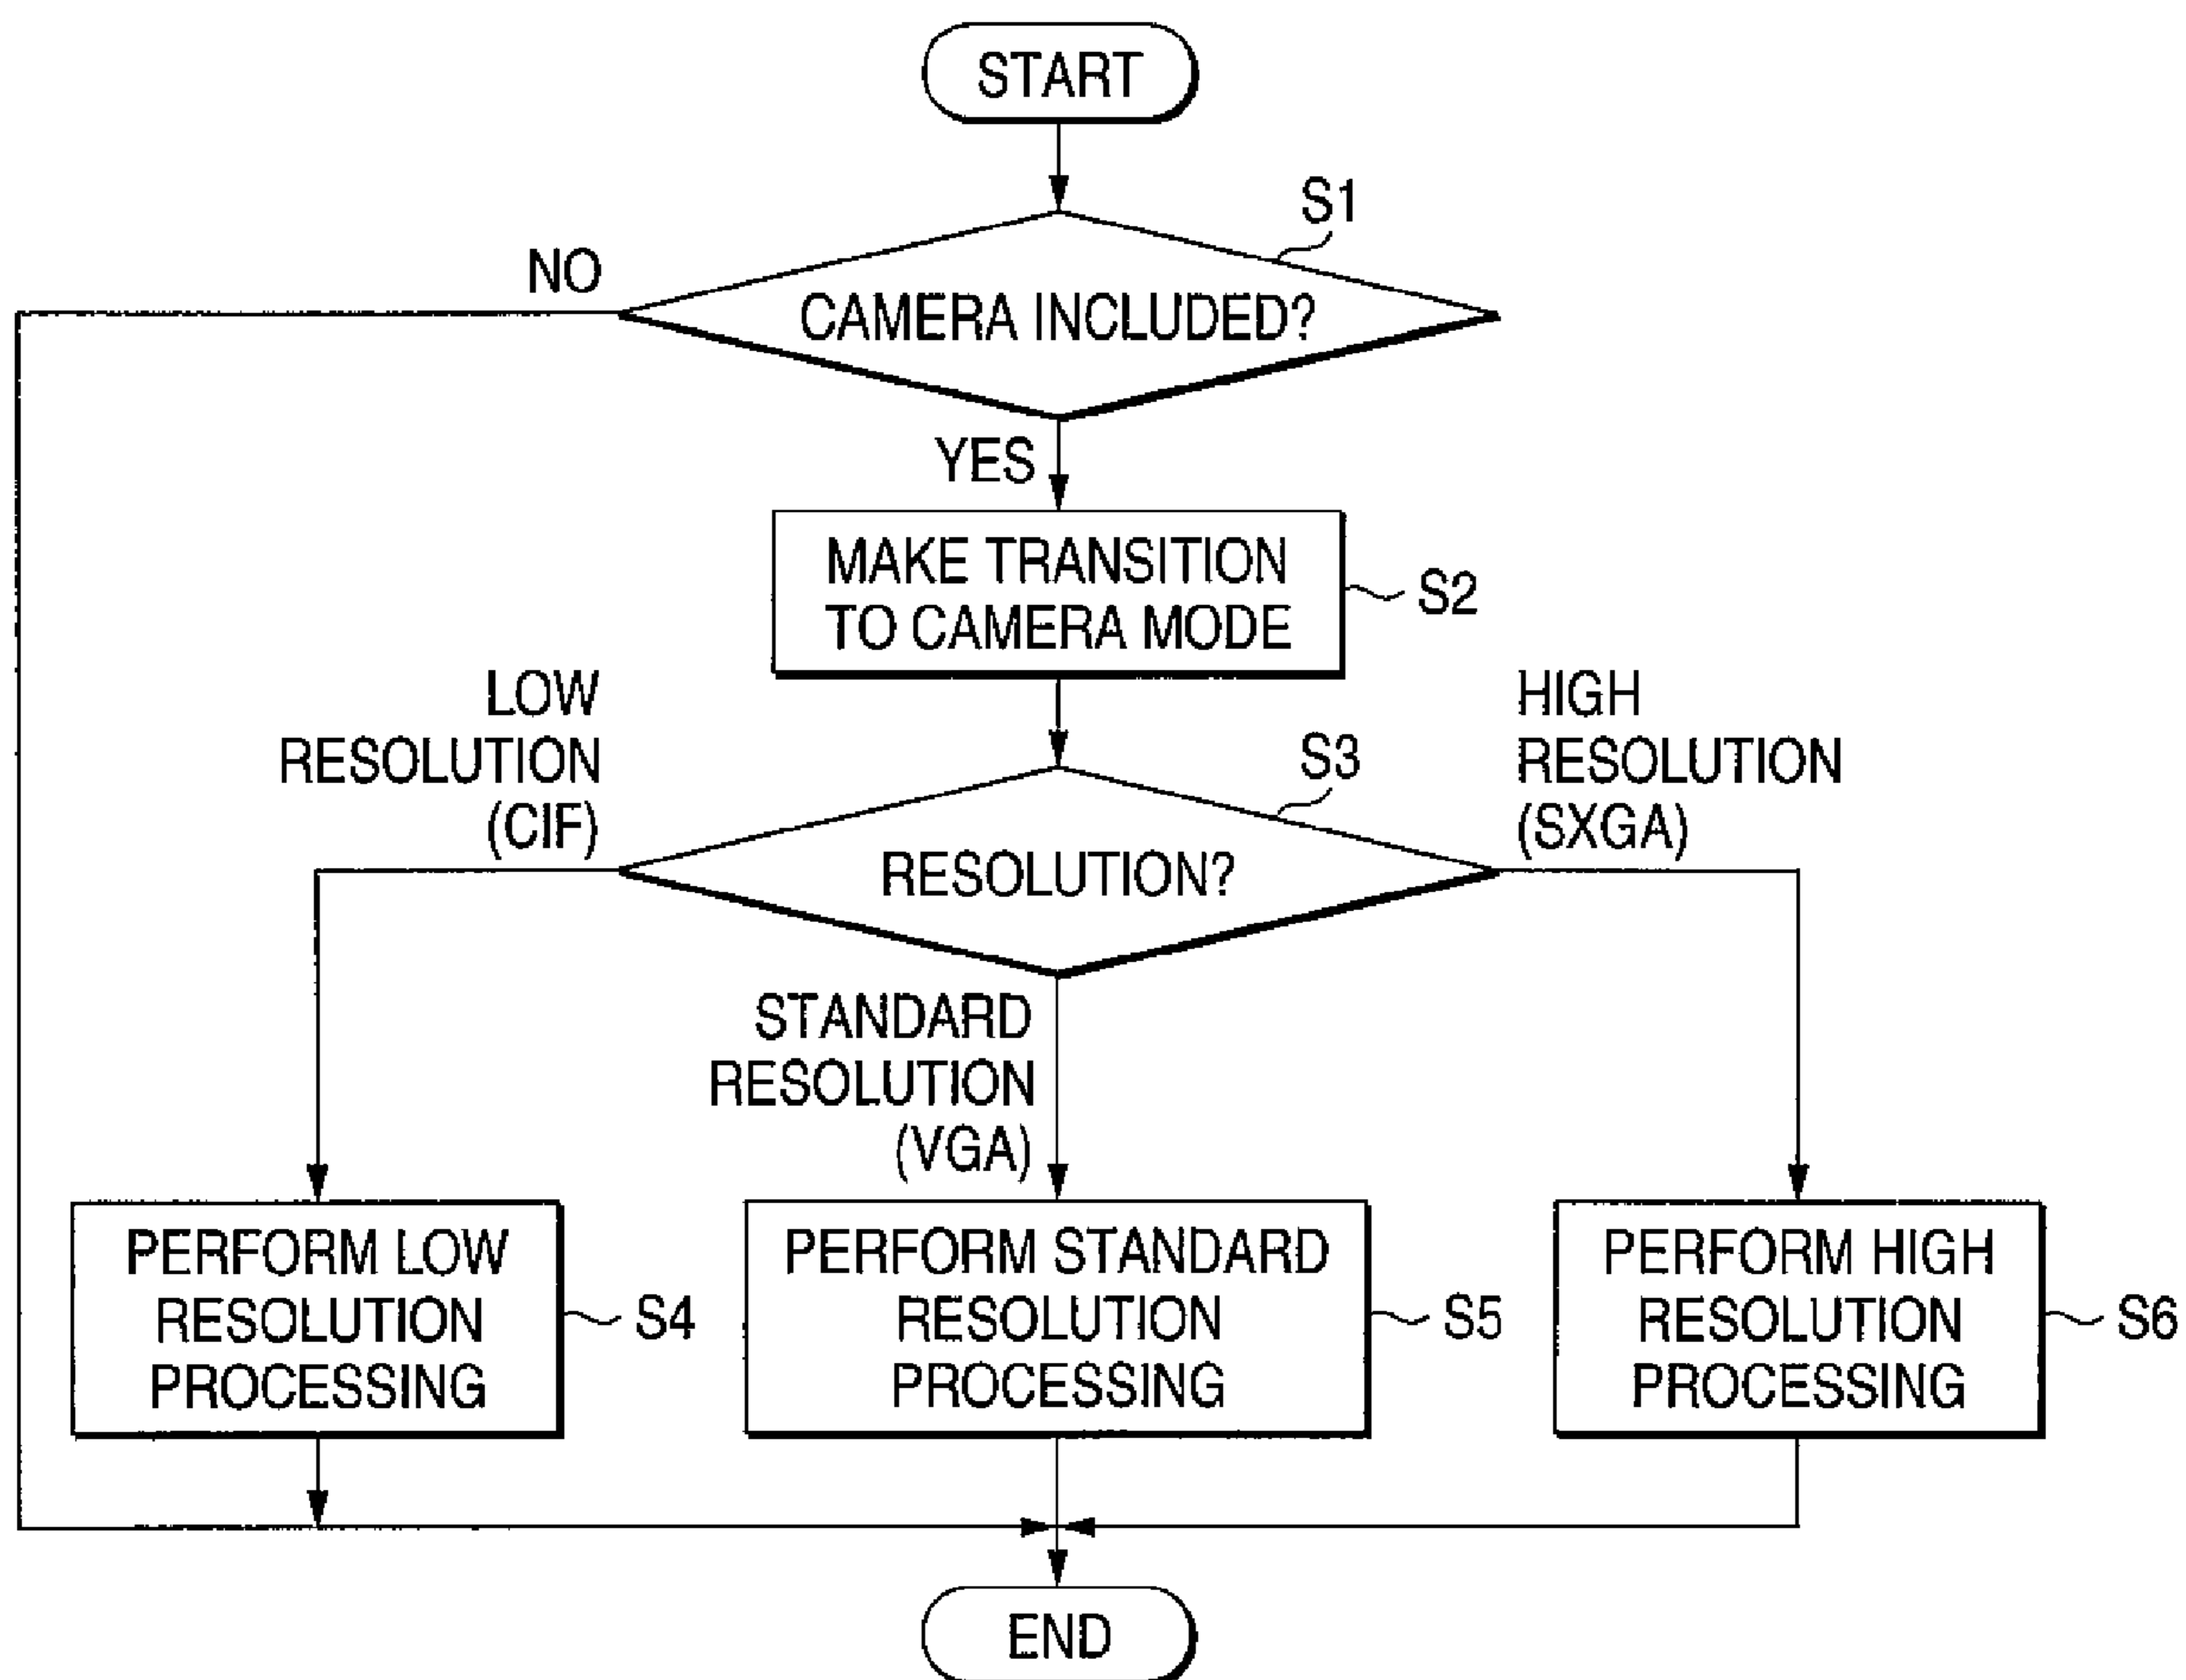 START
S1
NO
CAMERA INCLUDED?
YES
MAKE TRANSITION
TO CAMERA MODE
S2
LOW
RESOLUTION
(CIF)
HIGH
RESOLUTION
(SXGA)
S3
RESOLUTION?
STANDARD
RESOLUTION
(VGA)
PERFORM LOW
RESOLUTION
PROCESSING
S4
PERFORM STANDARD
RESOLUTION
PROCESSING
S5
PERFORM HIGH
RESOLUTION
PROCESSING
S6
END